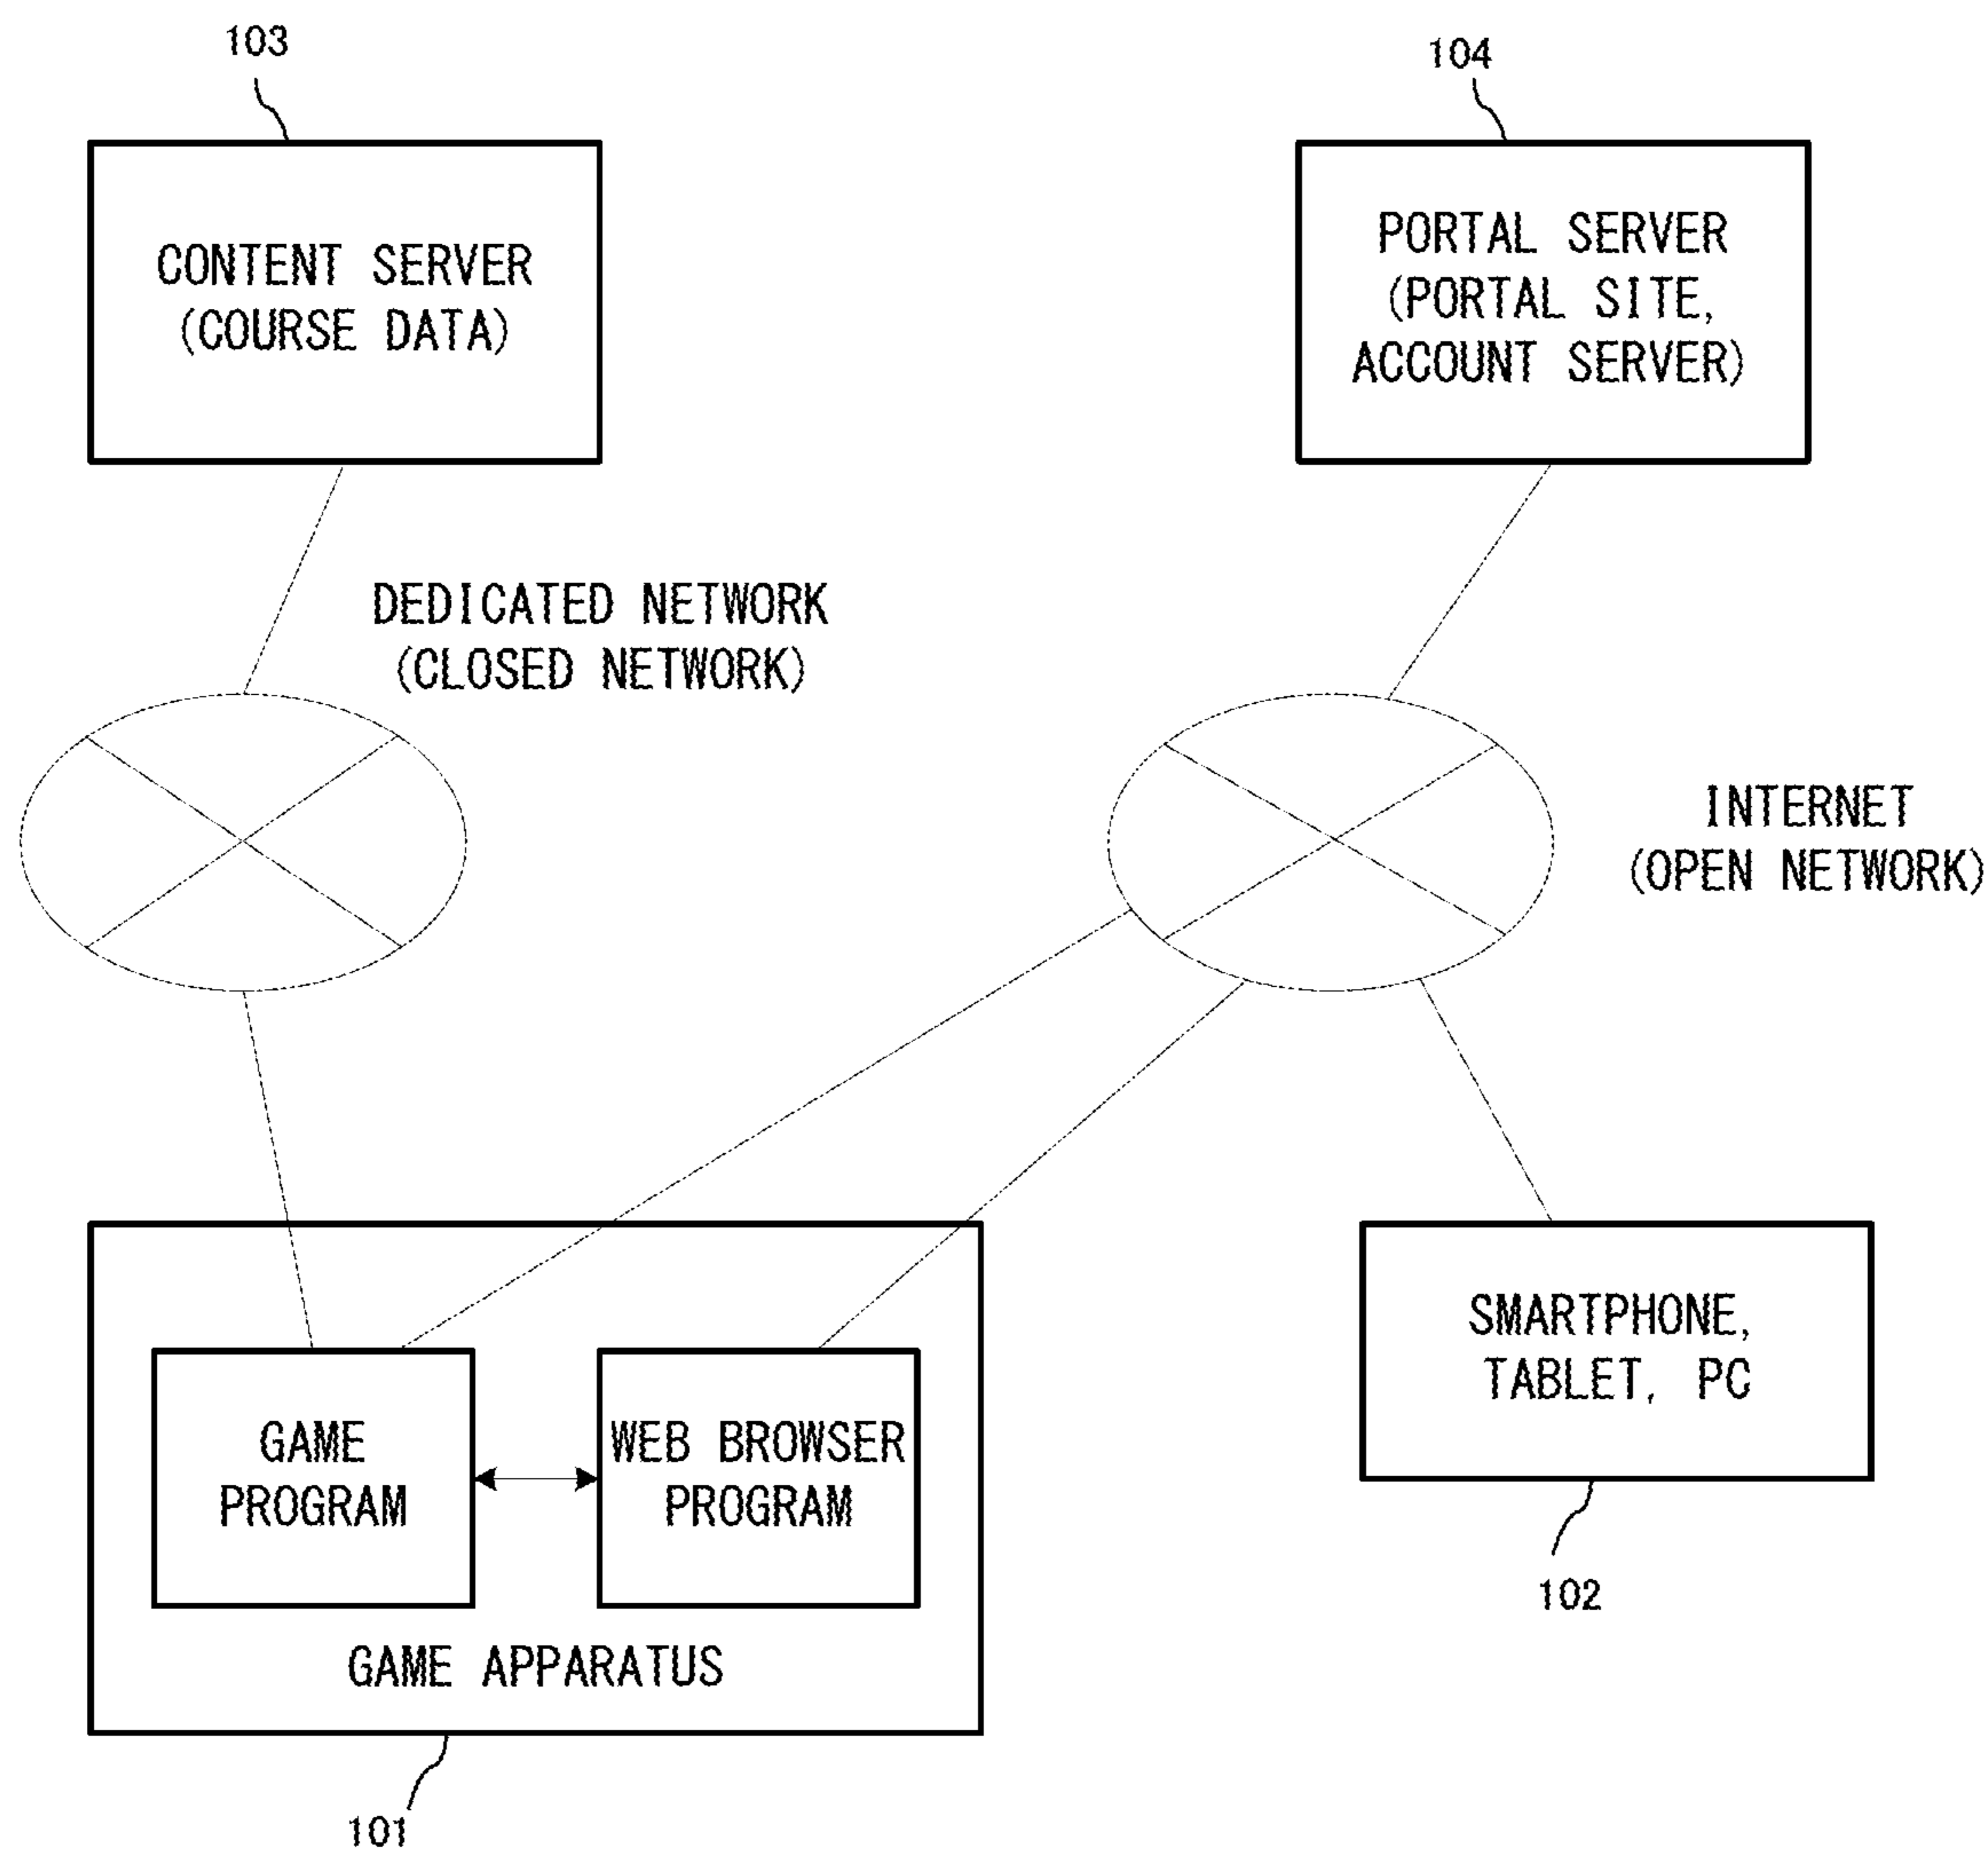 103
104
CONTENT SERVER
(COURSE DATA)
PORTAL SERVER
(PORTAL SITE,
ACCOUNT SERVER)
DEDICATED NETWORK
(CLOSED NETWORK)
INTERNET
(OPEN NETWORK)
GAME
PROGRAM
WEB BROWSER
PROGRAM
GAME APPARATUS
SMARTPHONE,
TABLET, PC
102
101